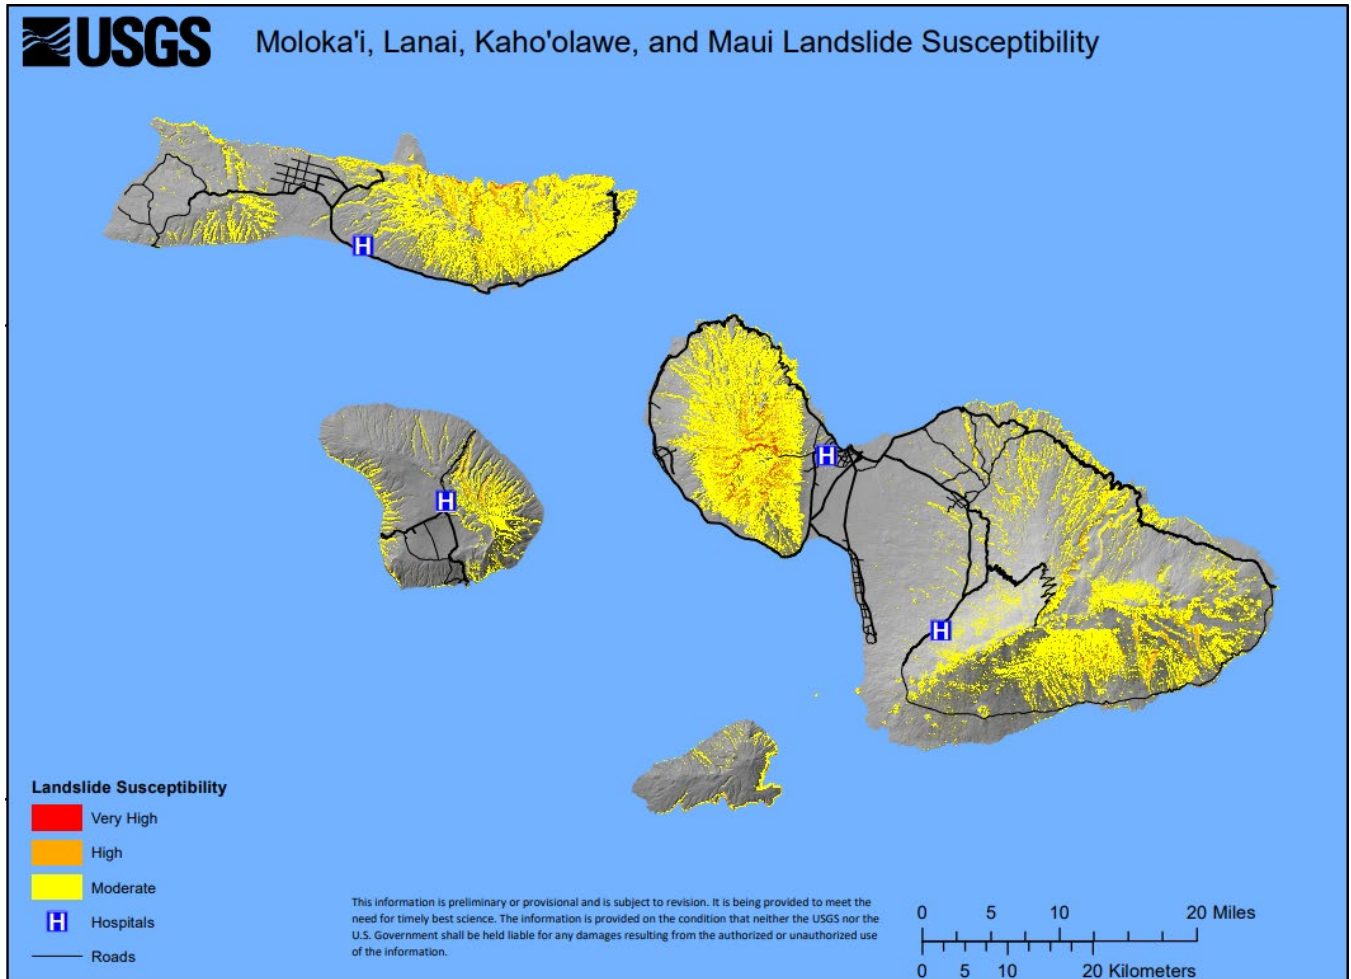 USGS
Moloka'i, Lanai, Kaho'olawe, and Maui Landslide Susceptibility
H
H
H
H
Landslide Susceptibility
Very High
High
Moderate
H Hospitals
Roads
This information is preliminary or provisional and is subject to revision. It is being provided to meet the
need for timely best science. The information is provided on the condition that neither the USGS nor the
U.S. Government shall be held liable for any damages resulting from the authorized or unauthorized use
of the information.
0 5 10 20 Miles
0 5 10 20 Kilometers